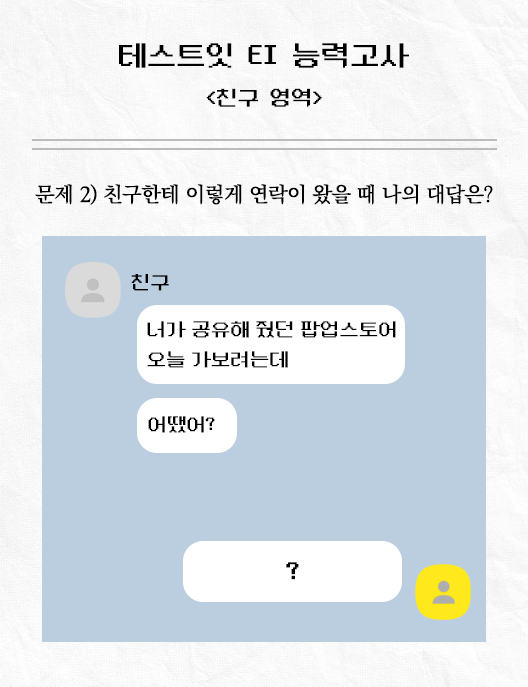 테스트잇 EI 능력고사
<친구 영역>
문제 2) 친구한테 이렇게 연락이 왔을 때 나의 대답은?
친구
너가 공유해 줬던 팝업스토어
오늘 가보려는데
어땠어?
?